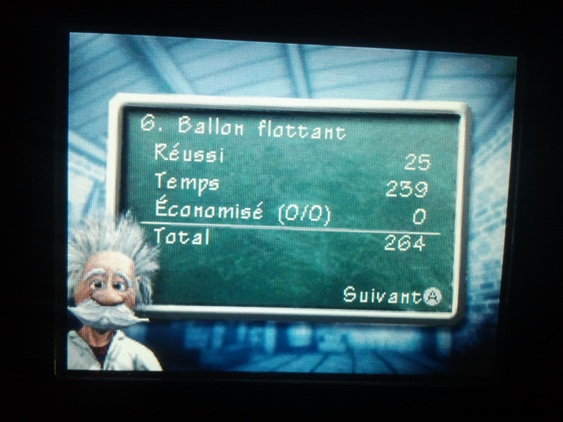 6. Ballon flottant
Réussi 25
Temps 239
Économisé (0/0) 0
Total 264
Suivant A